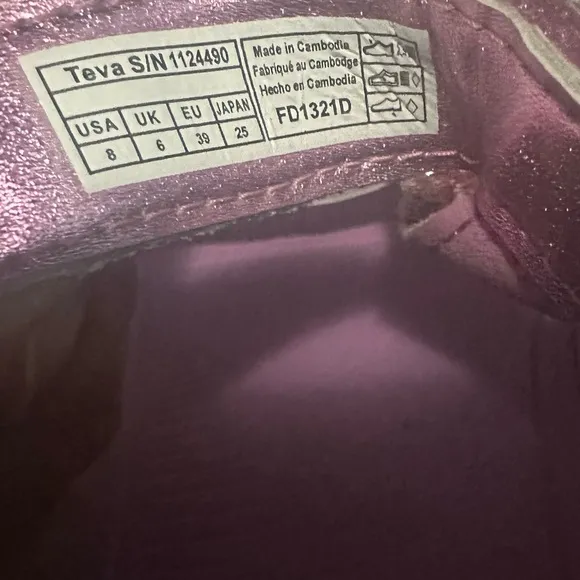 Teva S/N 1124490
USA UK EU JAPAN
8 6 39 25
Made in Cambodia
Fabriqué au Cambodge
Hecho en Cambodia
FD1321D